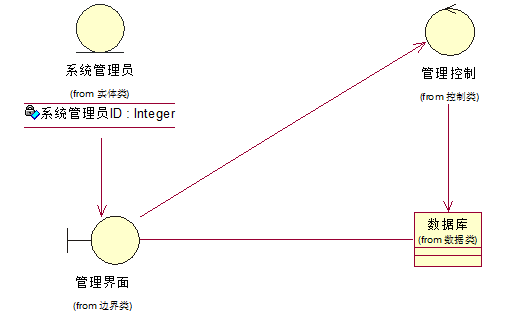 系统管理员
(from 实体类)
系统管理员ID : Integer
管理控制
(from 控制类)
数据库
(from 数据类)
管理界面
(from 边界类)